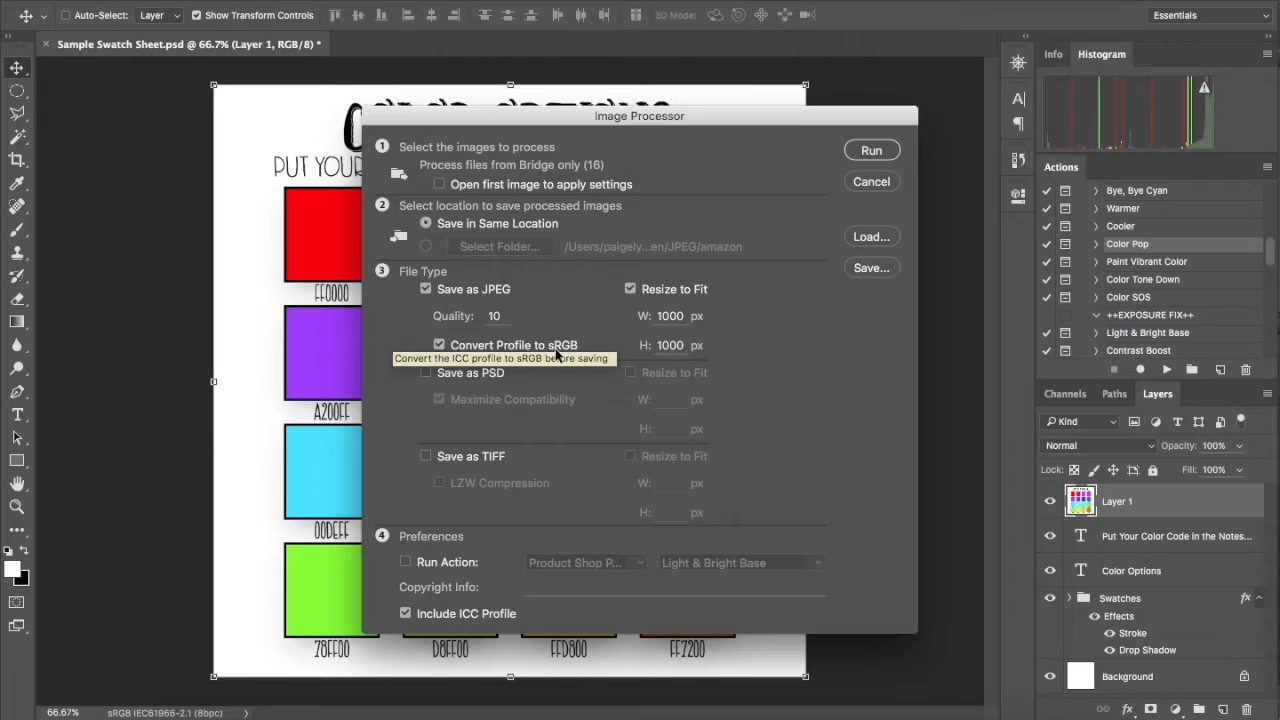 Auto-Select: Layer Show Transform Controls 3D Mode: Essentials
Sample Swatch Sheet.psd @ 66.7% (Layer 1, RGB/8) *
PUT YOUR
FF0000
A200FF
00DEFF
78FF00 D8FF00 FFD800 FF7200
66.67% sRGB IEC61966-2.1 (8bpc)
Image Processor
1 Select the images to process
Process files from Bridge only (16)
Open first image to apply settings
2 Select location to save processed images
Save in Same Location
Select Folder... /Users/paigely...en/JPEG/amazon
3 File Type
Save as JPEG Resize to Fit
Quality: 10 W: 1000 px
Convert Profile to sRGB H: 1000 px
Convert the ICC profile to sRGB before saving
Save as PSD Resize to Fit
Maximize Compatibility W: px
H: px
Save as TIFF Resize to Fit
LZW Compression W: px
H: px
4 Preferences
Run Action: Product Shop P... Light & Bright Base
Copyright Info:
Include ICC Profile
Run
Cancel
Load...
Save...
Info Histogram
Actions
Bye, Bye Cyan
Warmer
Cooler
Color Pop
Paint Vibrant Color
Color Tone Down
Color SOS
++EXPOSURE FIX++
Light & Bright Base
Contrast Boost
Channels Paths Layers
Kind
Normal Opacity: 100%
Lock: Fill: 100%
Layer 1
Put Your Color Code in the Notes...
Color Options
Swatches fx
Effects
Stroke
Drop Shadow
Background
fx